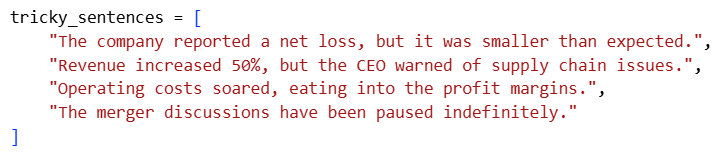 tricky_sentences = [
    "The company reported a net loss, but it was smaller than expected.",
    "Revenue increased 50%, but the CEO warned of supply chain issues.",
    "Operating costs soared, eating into the profit margins.",
    "The merger discussions have been paused indefinitely."
]